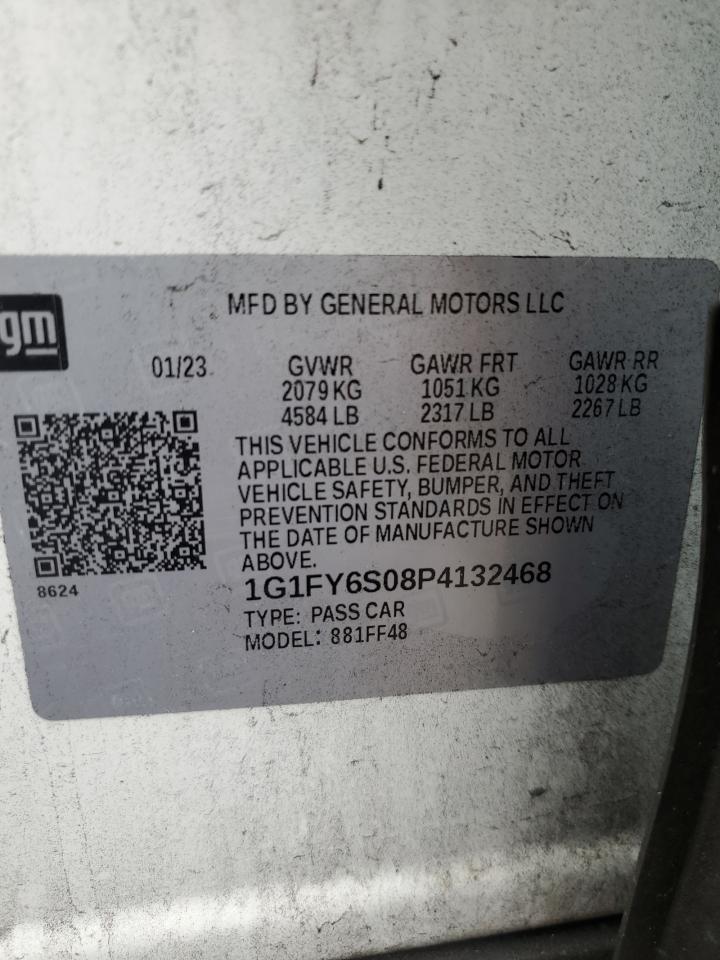 gm
MFD BY GENERAL MOTORS LLC
01/23 GVWR GAWR FRT GAWR RR
2079 KG 1051 KG 1028 KG
4584 LB 2317 LB 2267 LB
THIS VEHICLE CONFORMS TO ALL
APPLICABLE U.S. FEDERAL MOTOR
VEHICLE SAFETY, BUMPER, AND THEFT
PREVENTION STANDARDS IN EFFECT ON
THE DATE OF MANUFACTURE SHOWN
ABOVE.
8624
1G1FY6S08P4132468
TYPE: PASS CAR
MODEL: 881FF48